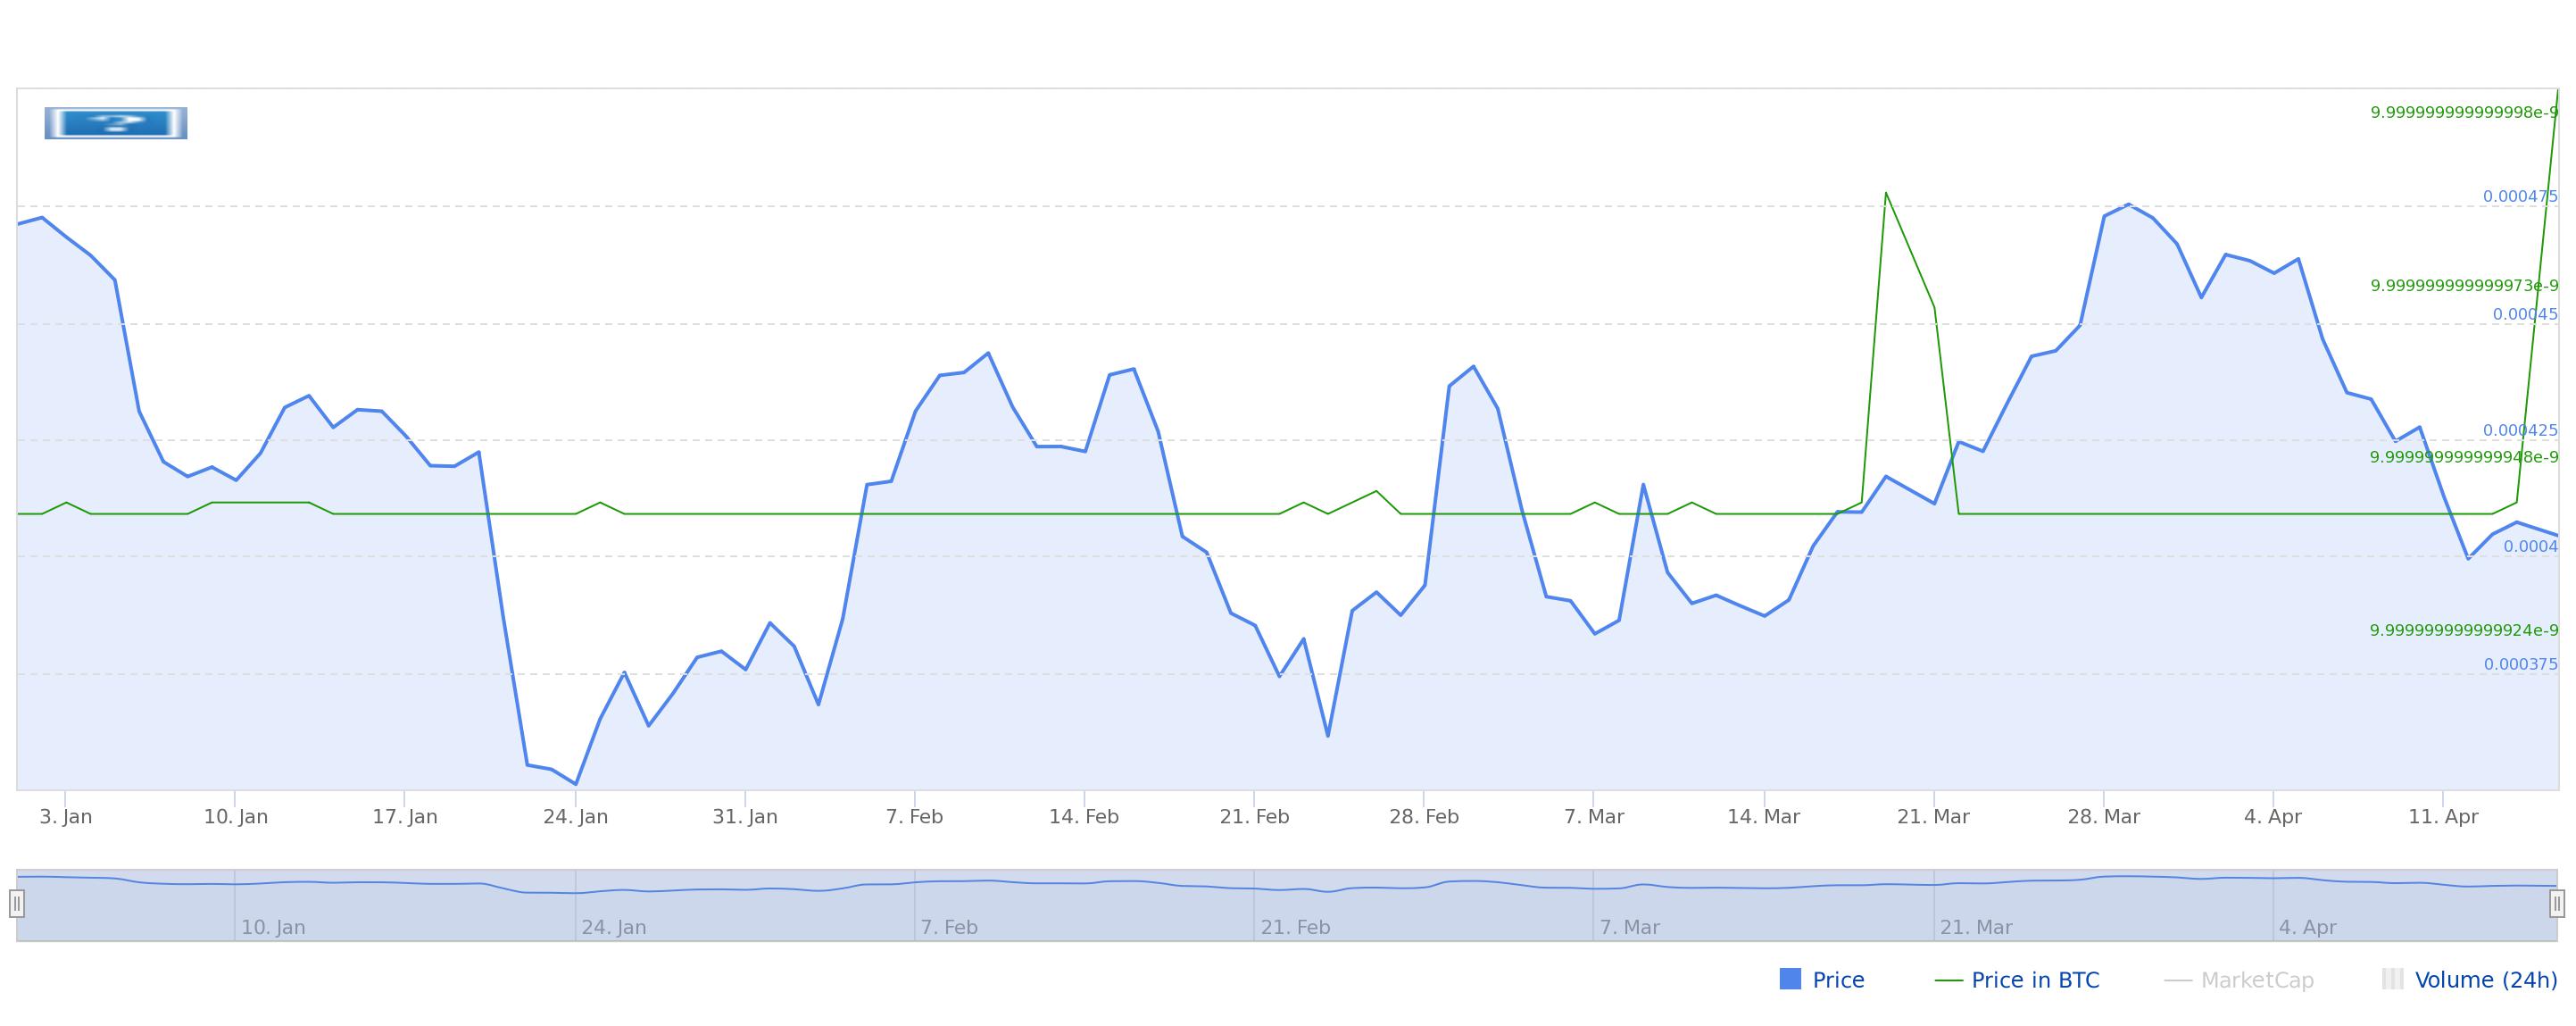 ?
9.999999999999998e-9
0.000475
9.999999999999973e-9
0.00045
0.000425
9.999999999999948e-9
0.0004
9.999999999999924e-9
0.000375
3. Jan 10. Jan 17. Jan 24. Jan 31. Jan 7. Feb 14. Feb 21. Feb 28. Feb 7. Mar 14. Mar 21. Mar 28. Mar 4. Apr 11. Apr
10. Jan 24. Jan 7. Feb 21. Feb 7. Mar 21. Mar 4. Apr
Price Price in BTC MarketCap Volume (24h)